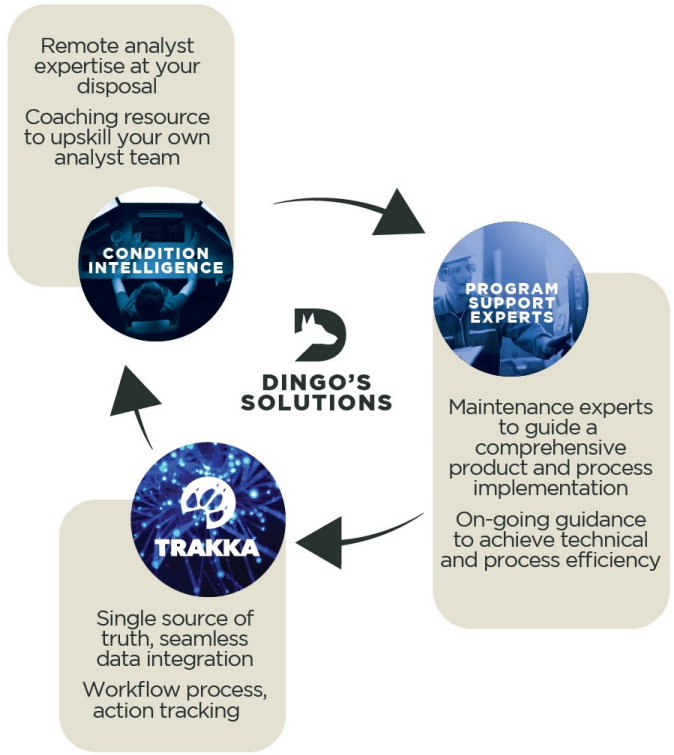 Remote analyst
expertise at your
disposal
Coaching resource
to upskill your own
analyst team
CONDITION
INTELLIGENCE
PROGRAM
SUPPORT
EXPERTS
Maintenance experts
to guide a
comprehensive
product and process
implementation
On-going guidance
to achieve technical
and process efficiency
DINGO'S
SOLUTIONS
TRAKKA
Single source of
truth, seamless
data integration
Workflow process,
action tracking